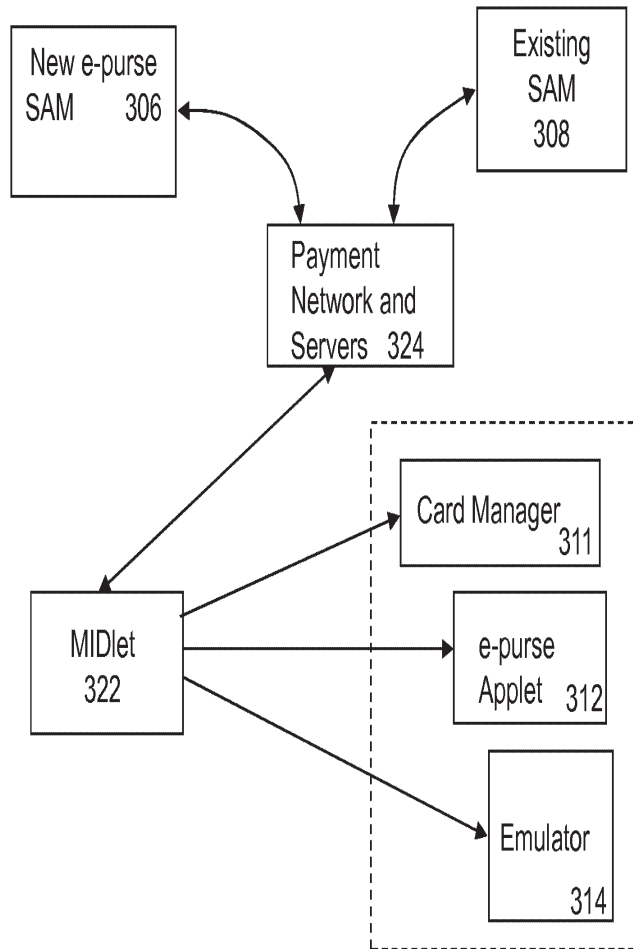 New e-purse
SAM 306
Existing
SAM
308
Payment
Network and
Servers 324
Card Manager
311
MIDlet
322
e-purse
Applet 312
Emulator
314